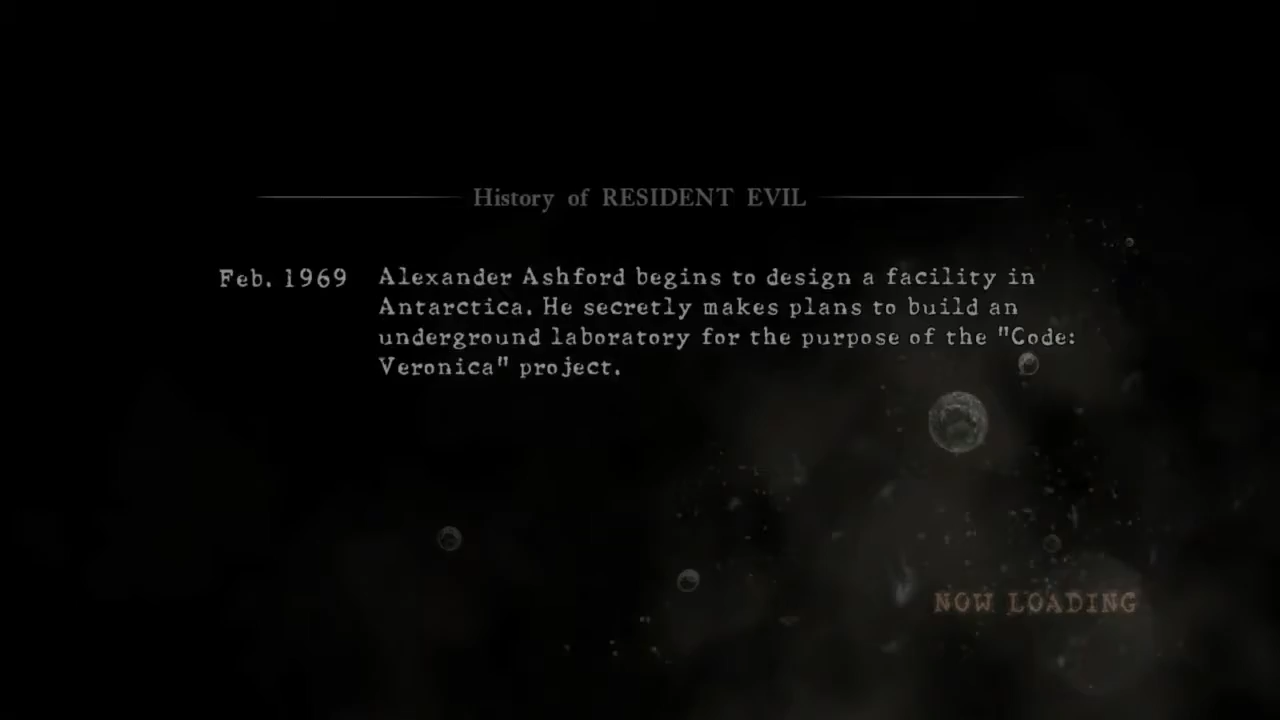 History of RESIDENT EVIL
Feb. 1969 Alexander Ashford begins to design a facility in
Antarctica. He secretly makes plans to build an
underground laboratory for the purpose of the "Code:
Veronica" project.
NOW LOADING